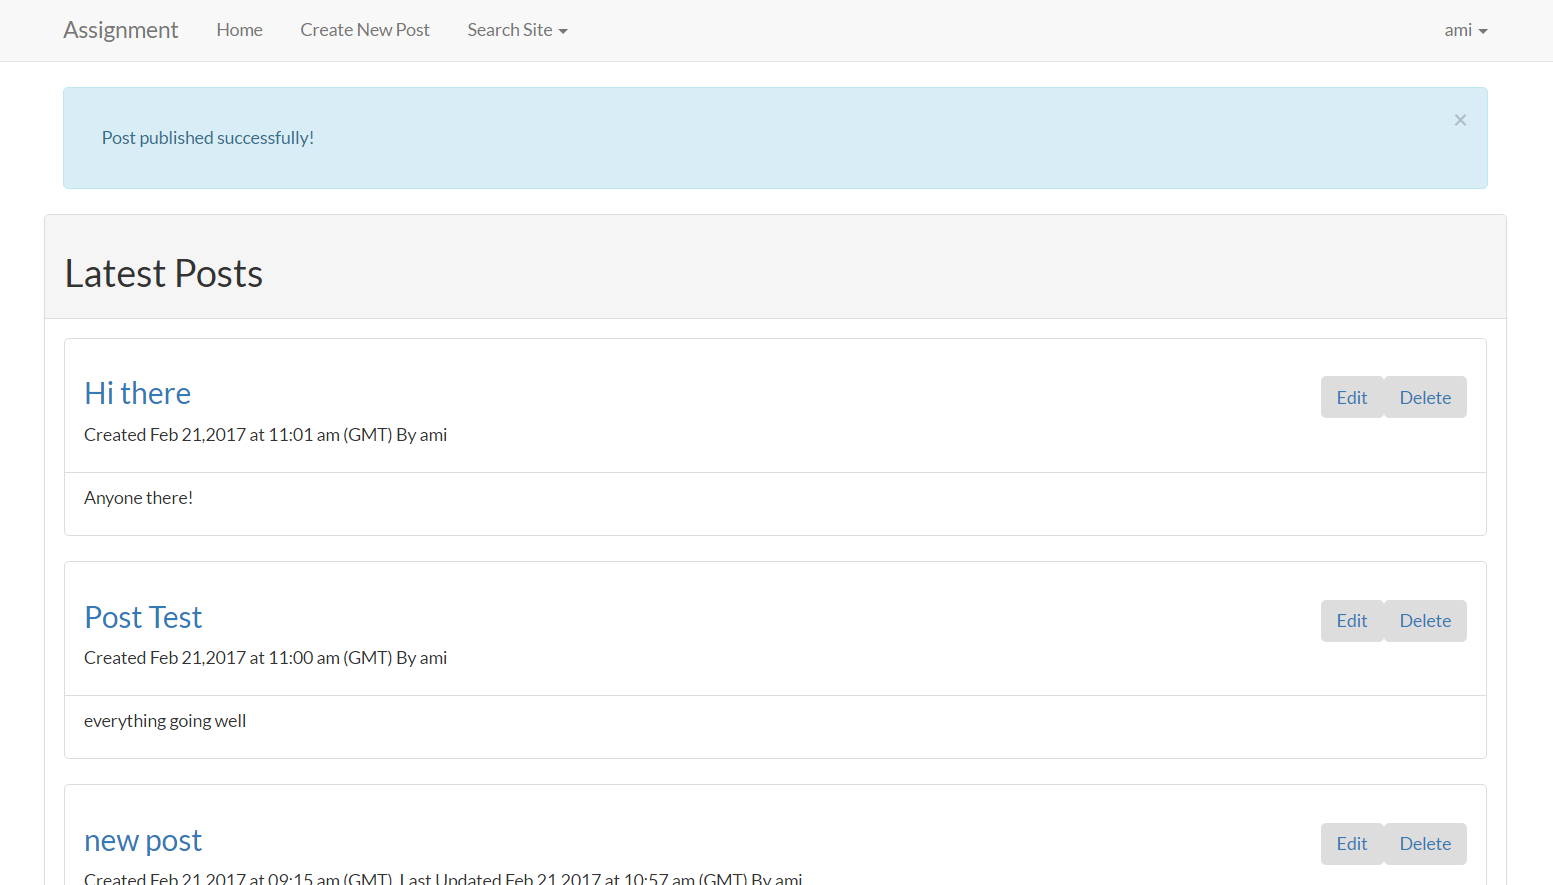 Assignment Home Create New Post Search Site ami
Post published successfully!
×
Latest Posts
Hi there
Edit Delete
Created Feb 21,2017 at 11:01 am (GMT) By ami
Anyone there!
Post Test
Edit Delete
Created Feb 21,2017 at 11:00 am (GMT) By ami
everything going well
new post
Edit Delete
Created Feb 21,2017 at 09:15 am (GMT), Last Updated Feb 21,2017 at 10:57 am (GMT) By ami